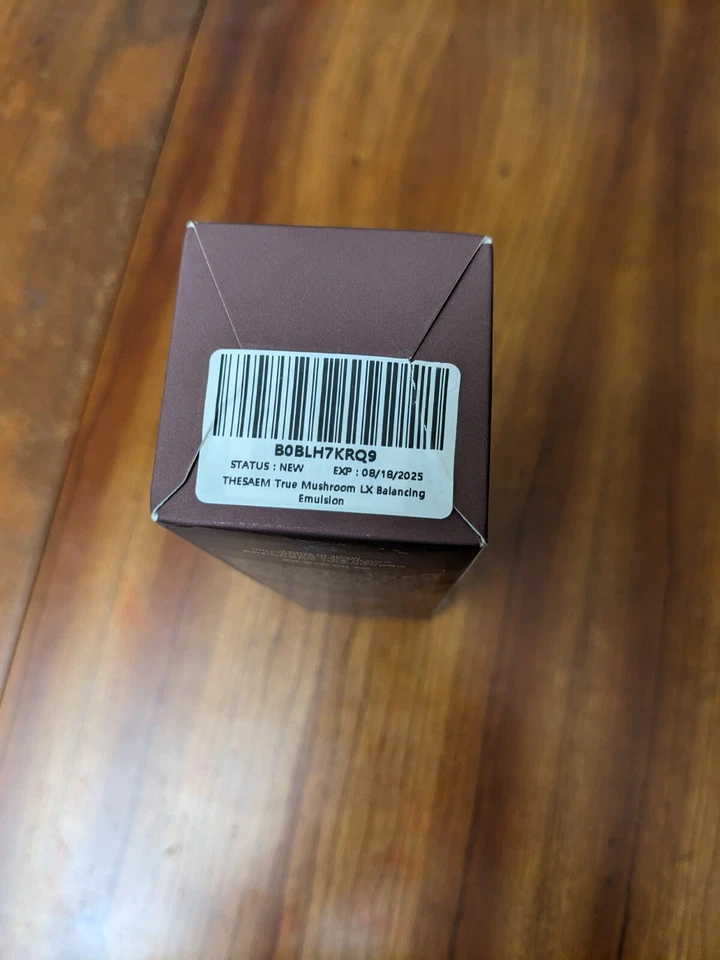 B0BLH7KRQ9
STATUS : NEW EXP : 08/18/2025
THESAEM True Mushroom LX Balancing
Emulsion